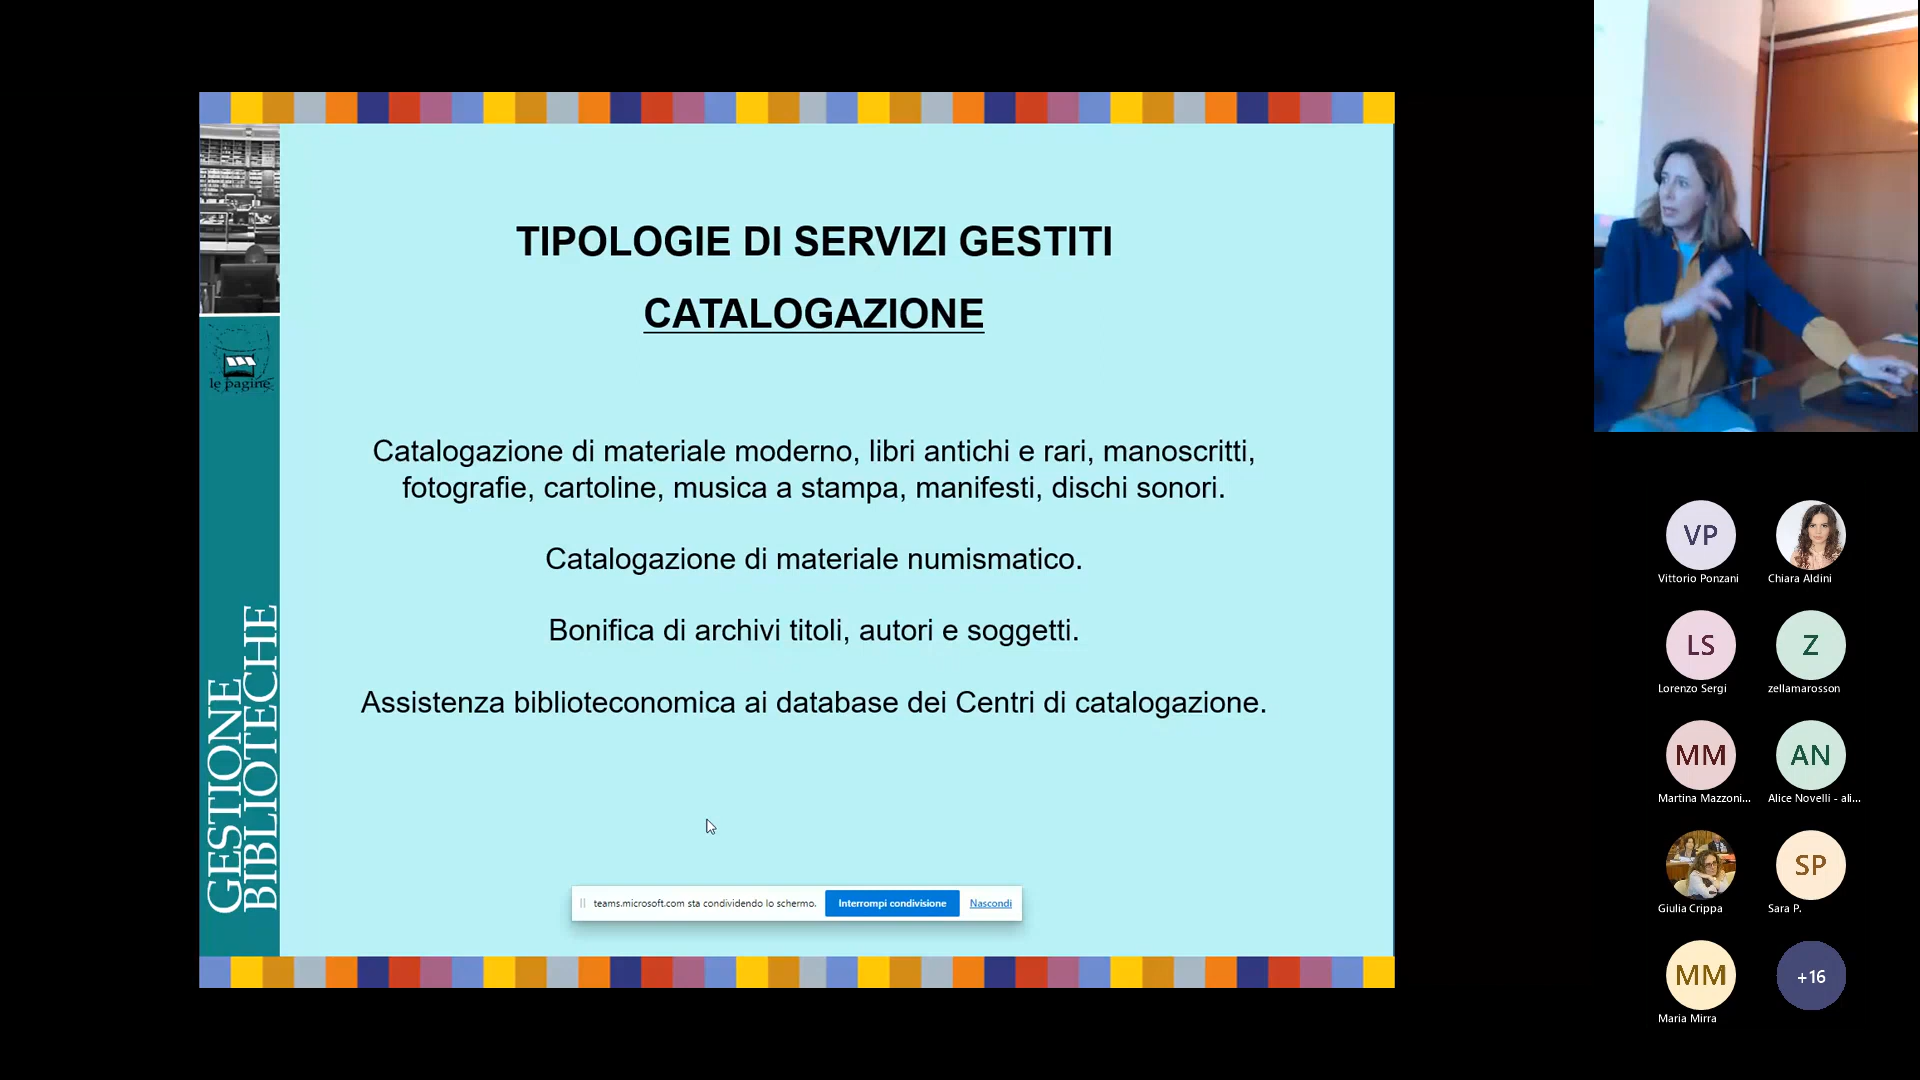 TIPOLOGIE DI SERVIZI GESTITI
CATALOGAZIONE
Catalogazione di materiale moderno, libri antichi e rari, manoscritti,
fotografie, cartoline, musica a stampa, manifesti, dischi sonori.
Catalogazione di materiale numismatico.
Bonifica di archivi titoli, autori e soggetti.
Assistenza biblioteconomica ai database dei Centri di catalogazione.
le pagine
GESTIONE
BIBLIOTECHE
teams.microsoft.com sta condividendo lo schermo. Interrompi condivisione Nascondi
VP
Vittorio Ponzani
Chiara Aldini
LS
Lorenzo Sergi
Z
zellamarosson
MM
Martina Mazzoni...
AN
Alice Novelli - ali...
Giulia Crippa
SP
Sara P.
MM
Maria Mirra
+16